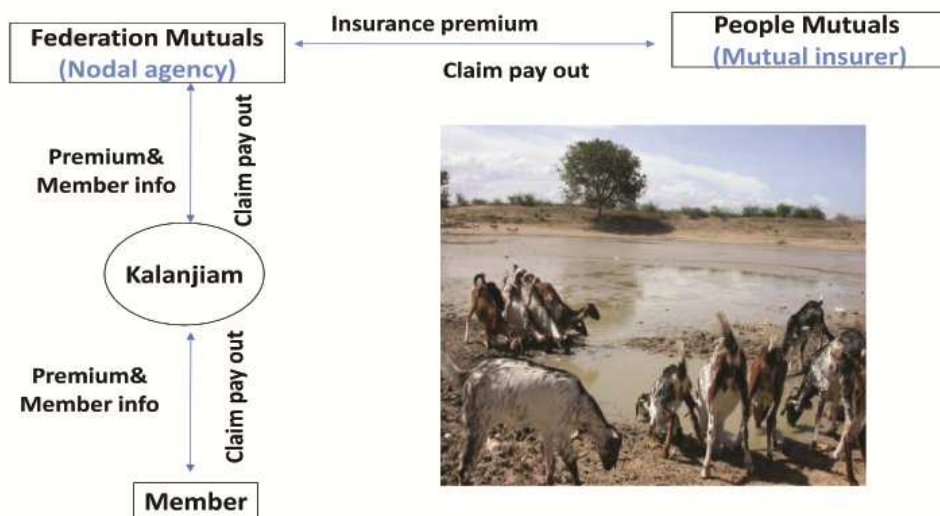 Federation Mutuals
(Nodal agency)
Insurance premium
Claim pay out
People Mutuals
(Mutual insurer)
Premium&
Member info
Claim pay out
Kalanjiam
Premium&
Member info
Claim pay out
Member